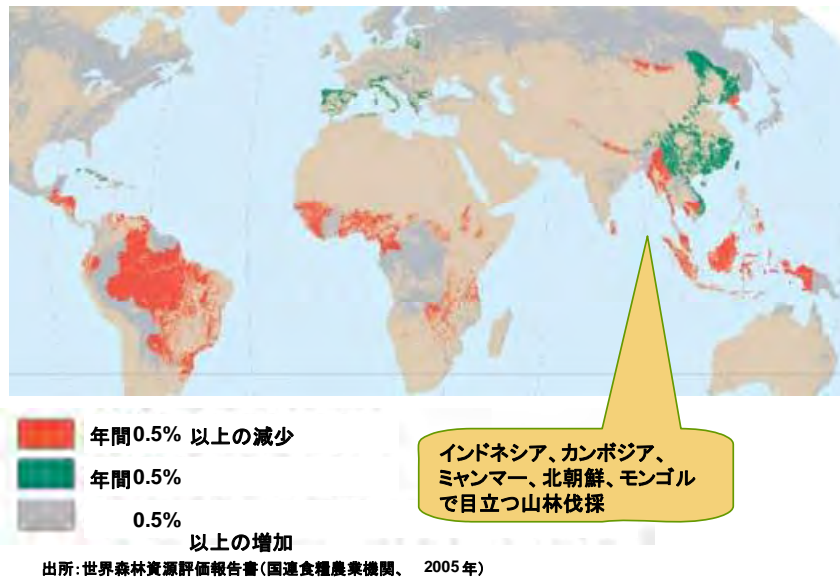 インドネシア、カンボジア、
ミャンマー、北朝鮮、モンゴル
で目立つ山林伐採
年間0.5% 以上の減少
年間0.5%
0.5%
以上の増加
出所：世界森林資源評価報告書（国連食糧農業機関、 2005年）